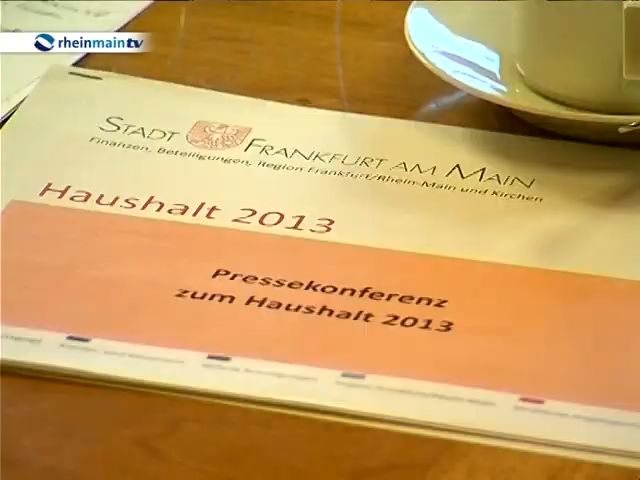 rheinmaintv
STADT FRANKFURT AM MAIN
Finanzen, Beteiligungen, Region Frankfurt/Rhein-Main und Kirchen
Haushalt 2013
Pressekonferenz
zum Haushalt 2013